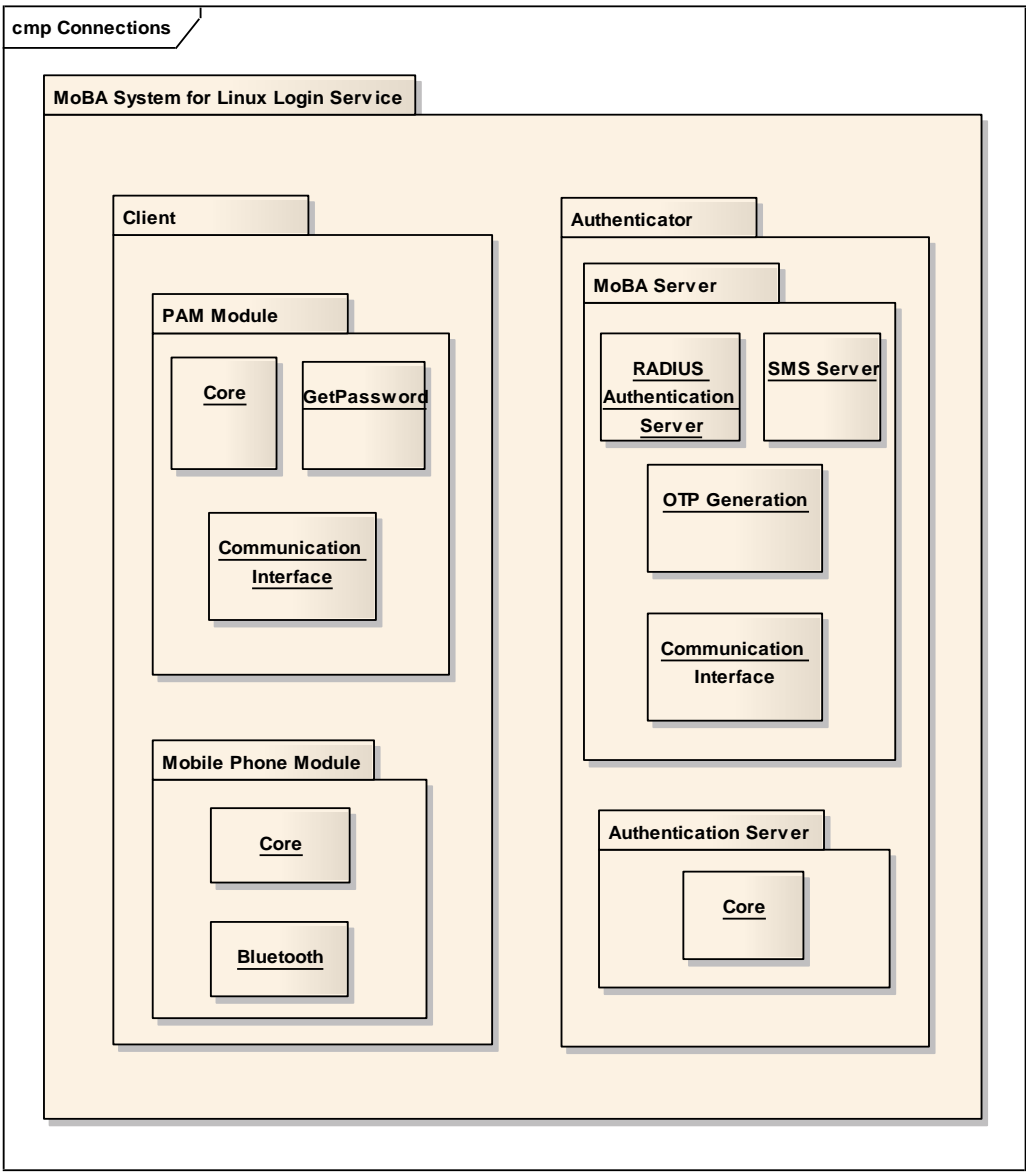 cmp Connections
MoBA System for Linux Login Service
Client
PAM Module
Core
GetPassword
Communication
Interface
Mobile Phone Module
Core
Bluetooth
Authenticator
MoBA Server
RADIUS
Authentication
Server
SMS Server
OTP Generation
Communication
Interface
Authentication Server
Core